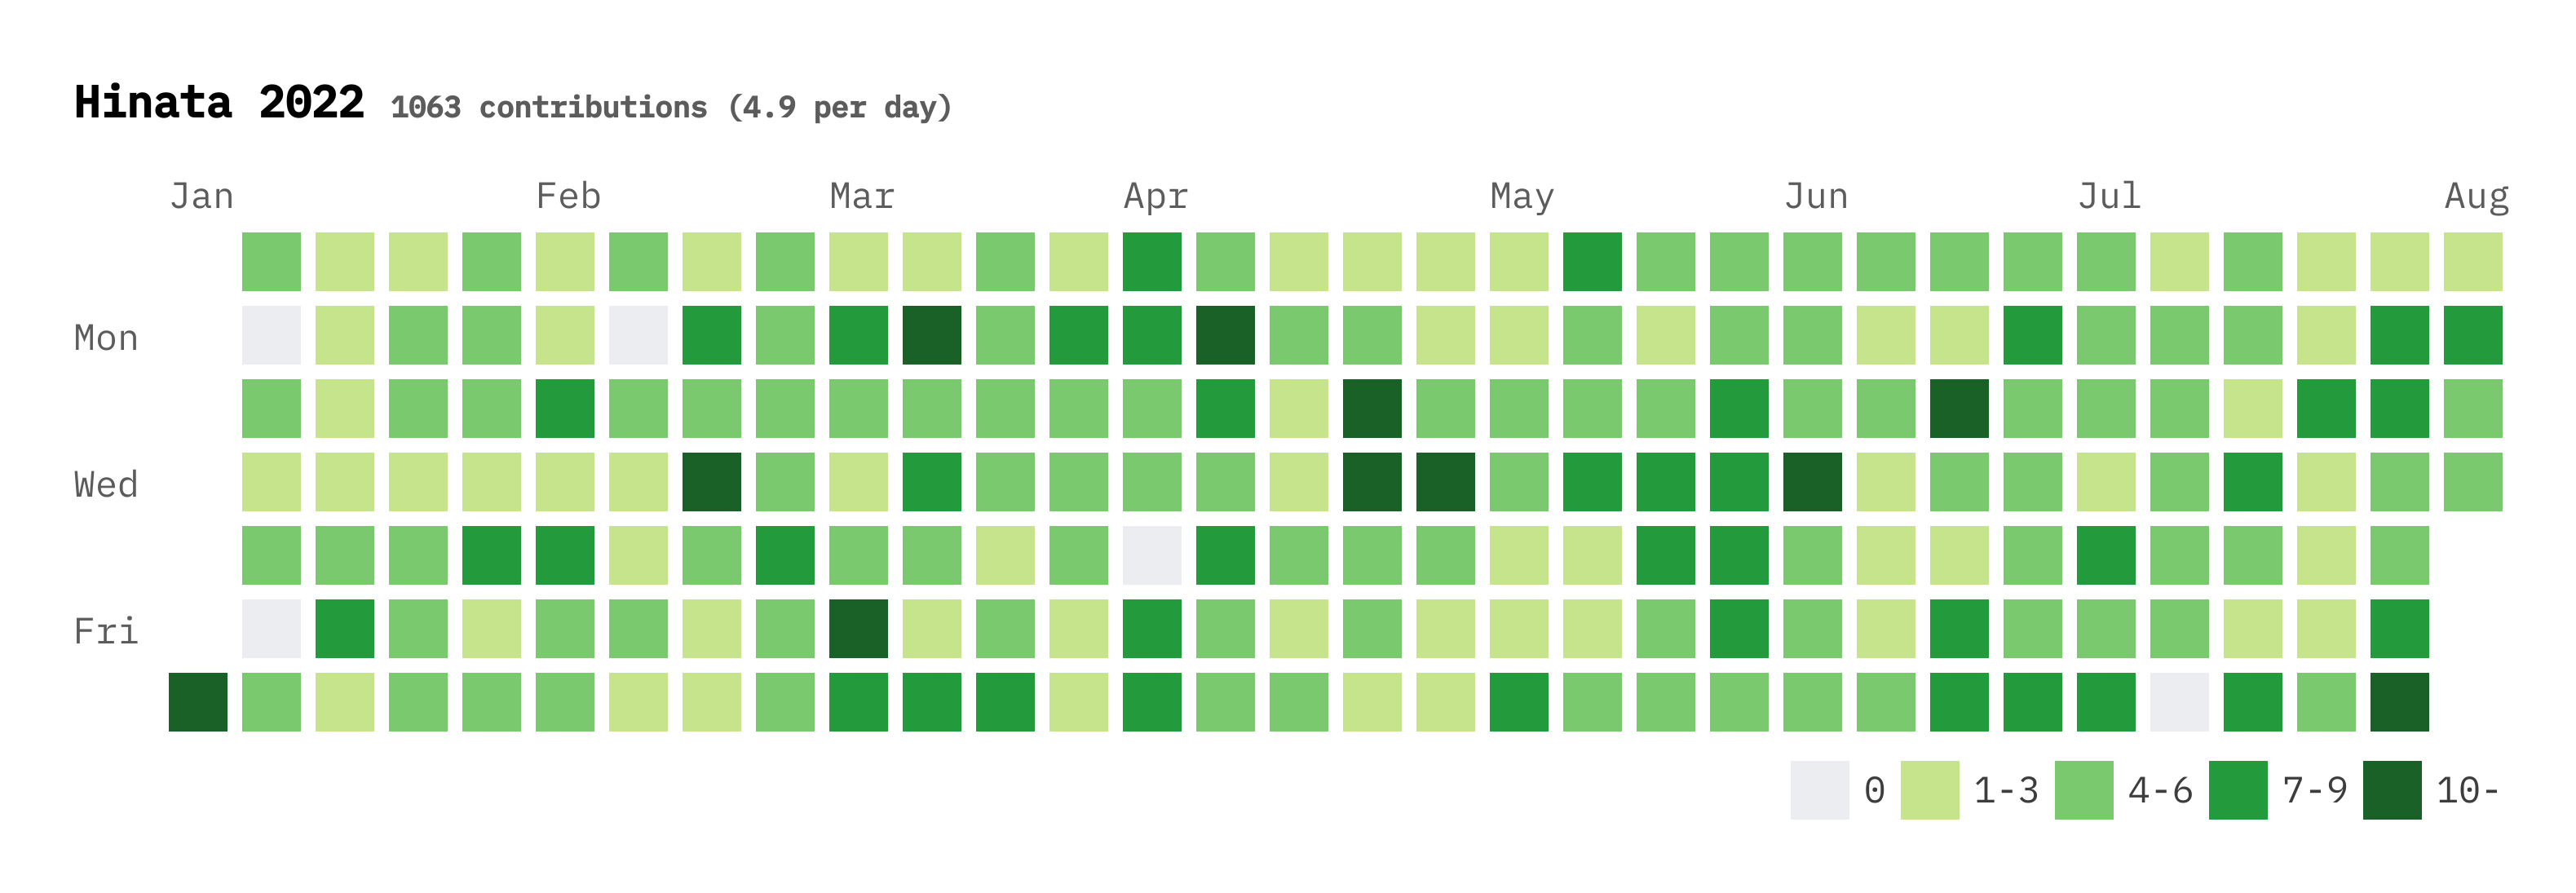 Hinata 2022 1063 contributions (4.9 per day)
Jan Feb Mar Apr May Jun Jul Aug
Mon
Wed
Fri
0 1-3 4-6 7-9 10-